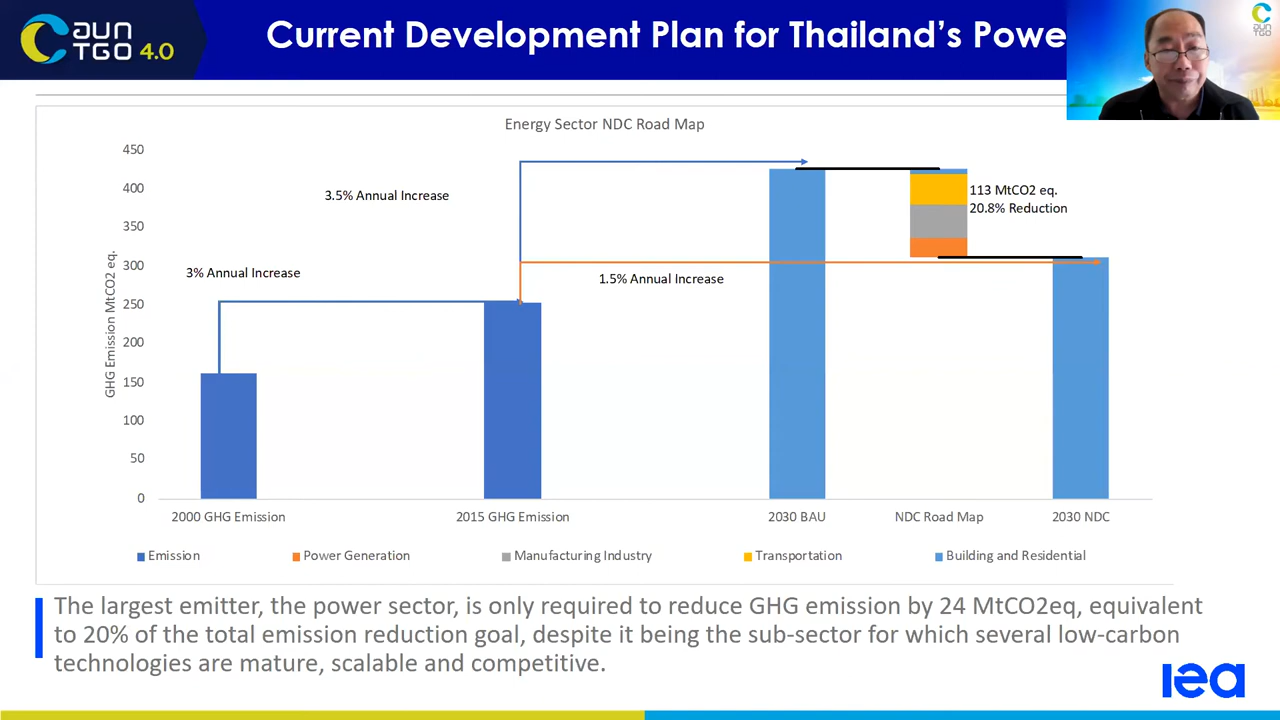 aun
TGO 4.0
Current Development Plan for Thailand's Powe
aun
TGO
Energy Sector NDC Road Map
450
400
350
300
250
200
150
100
50
0
GHG Emission MtCO2 eq.
3.5% Annual Increase
3% Annual Increase
1.5% Annual Increase
113 MtCO2 eq.
20.8% Reduction
2000 GHG Emission
2015 GHG Emission
2030 BAU
NDC Road Map
2030 NDC
Emission
Power Generation
Manufacturing Industry
Transportation
Building and Residential
The largest emitter, the power sector, is only required to reduce GHG emission by 24 MtCO2eq, equivalent
to 20% of the total emission reduction goal, despite it being the sub-sector for which several low-carbon
technologies are mature, scalable and competitive.
iea